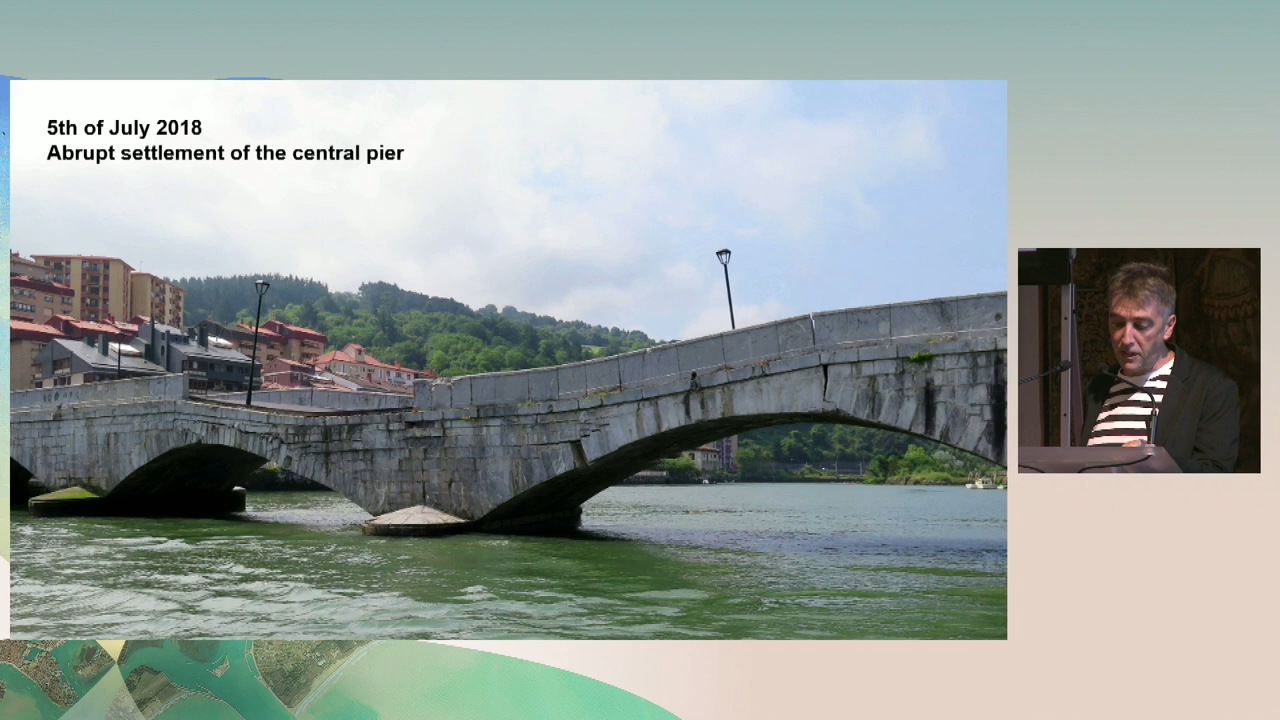 5th of July 2018
Abrupt settlement of the central pier